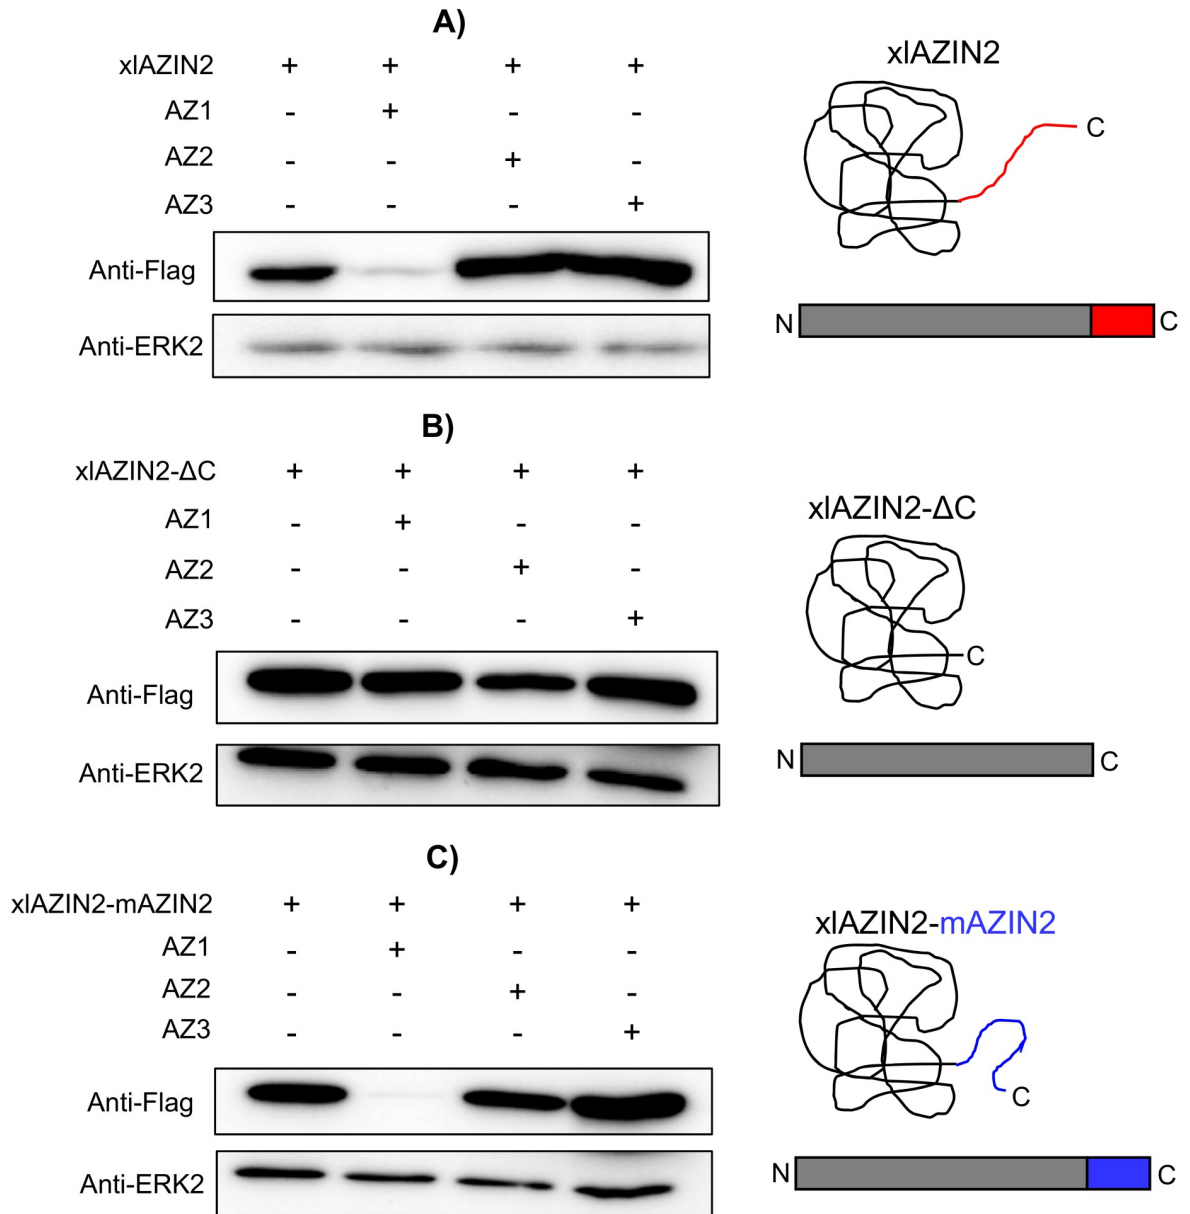 A)
xlAZIN2 + + + +
AZ1 - + - -
AZ2 - - + -
AZ3 - - - +
Anti-Flag
Anti-ERK2
xlAZIN2
C
N C
B)
xlAZIN2-ΔC + + + +
AZ1 - + - -
AZ2 - - + -
AZ3 - - - +
Anti-Flag
Anti-ERK2
xlAZIN2-ΔC
C
N C
C)
xlAZIN2-mAZIN2 + + + +
AZ1 - + - -
AZ2 - - + -
AZ3 - - - +
Anti-Flag
Anti-ERK2
xlAZIN2-mAZIN2
C
N C